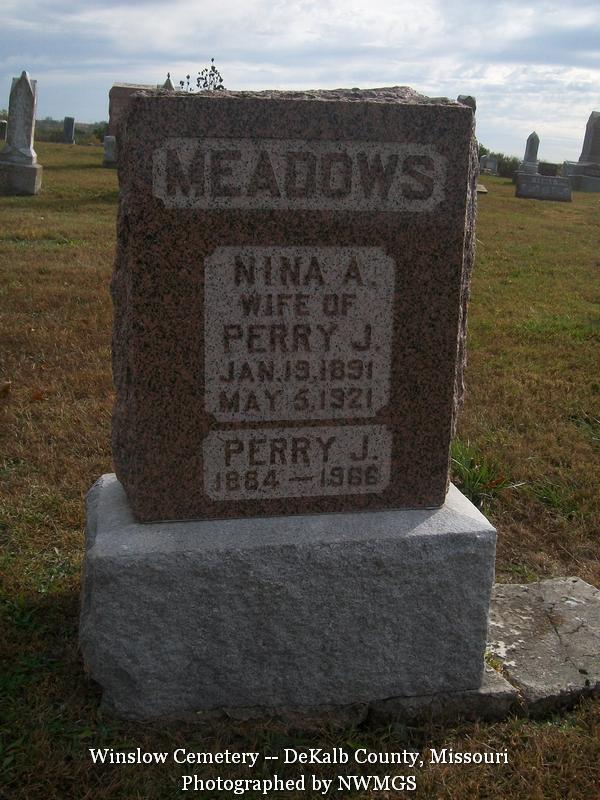 MEADOWS
NINA A.
WIFE OF
PERRY J.
JAN. 19, 1891
MAY 5, 1921
PERRY J.
1884 — 1966
Winslow Cemetery -- DeKalb County, Missouri
Photographed by NWMGS